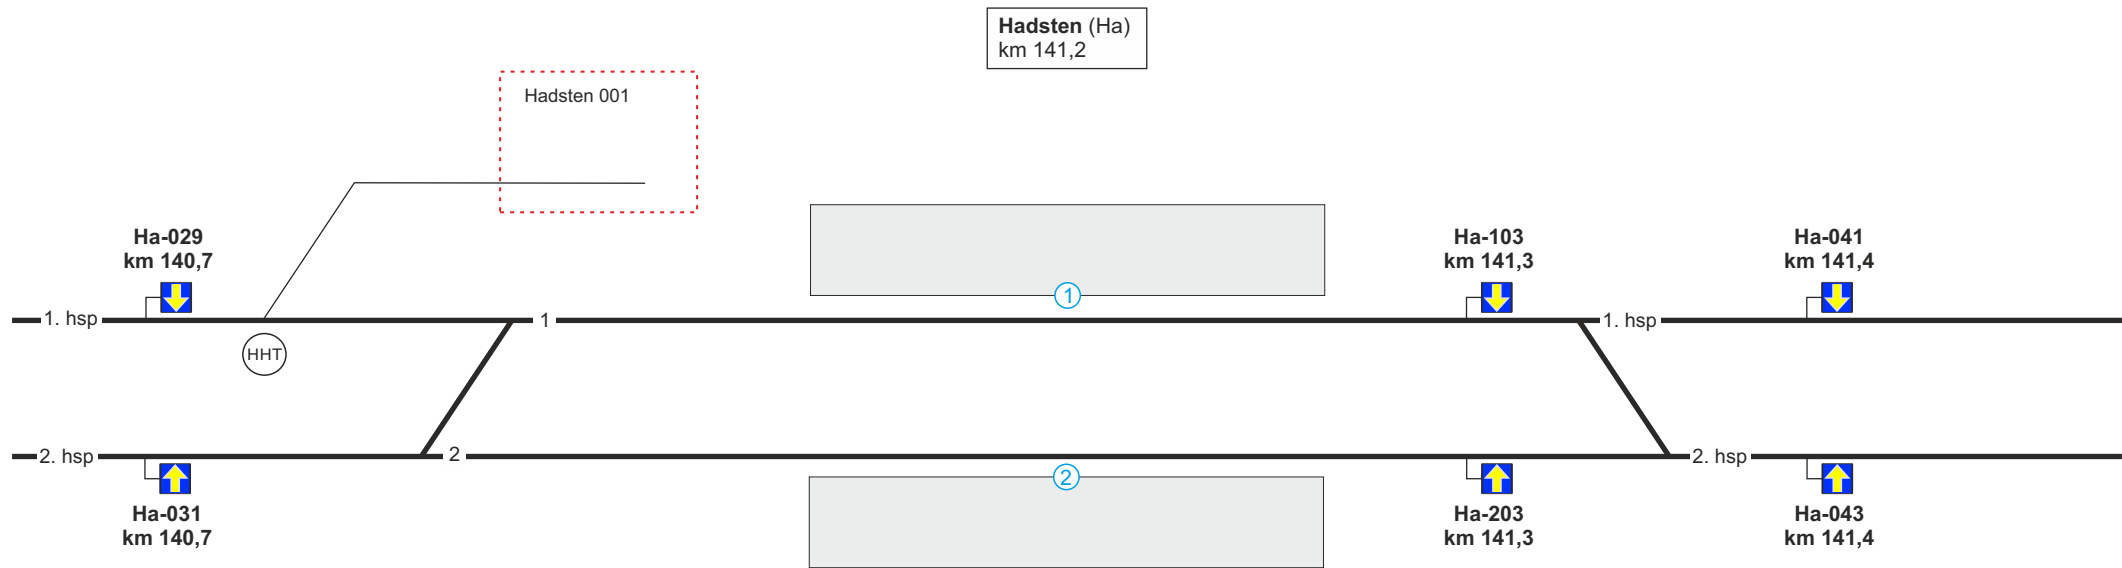 Hadsten (Ha)
km 141,2
Hadsten 001
Ha-029
km 140,7
Ha-103
km 141,3
Ha-041
km 141,4
1
1. hsp
1
1. hsp
HHT
2. hsp
2
2. hsp
2
Ha-031
km 140,7
Ha-203
km 141,3
Ha-043
km 141,4